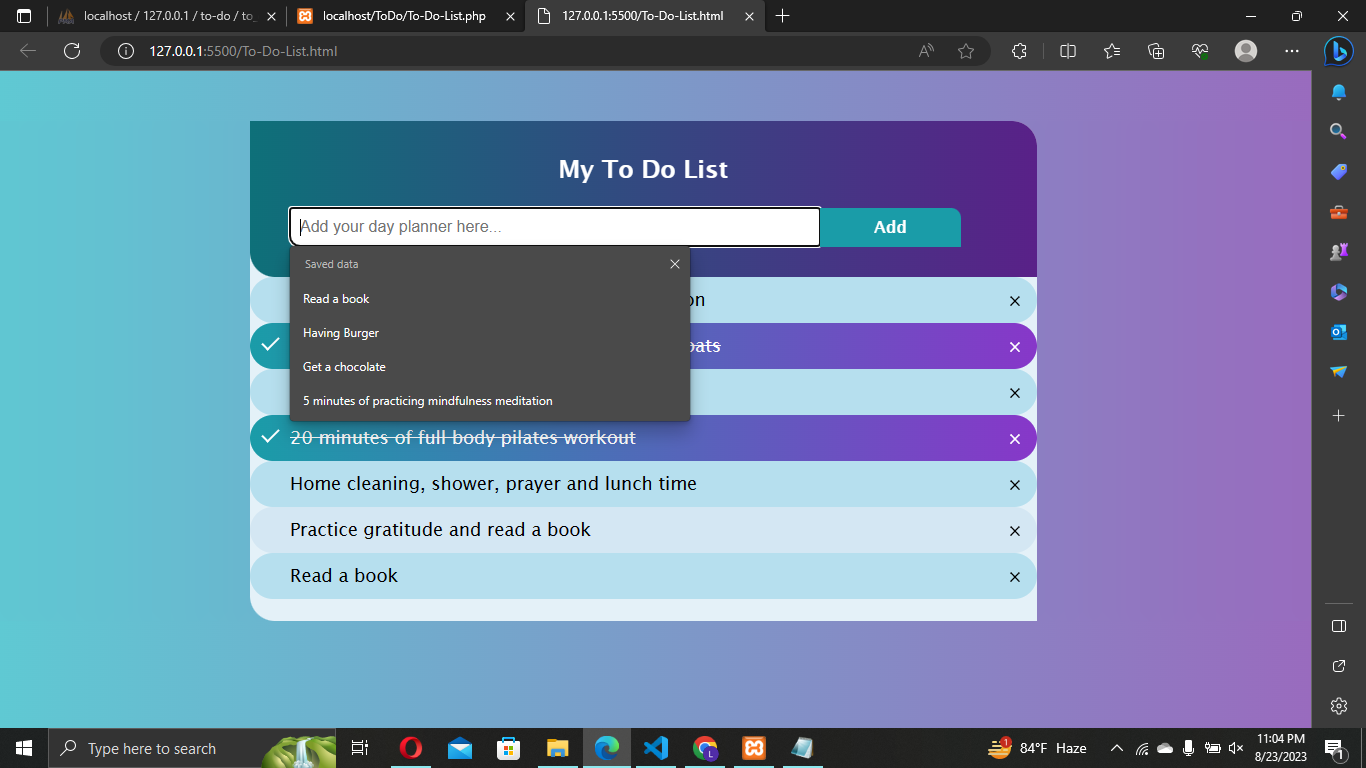 localhost / 127.0.0.1 / to-do / to_
localhost/ToDo/To-Do-List.php
127.0.0.1:5500/To-Do-List.html
127.0.0.1:5500/To-Do-List.html
My To Do List
Add your day planner here...
Add
Saved data
Read a book
Having Burger
Get a chocolate
5 minutes of practicing mindfulness meditation
20 minutes of full body pilates workout
Home cleaning, shower, prayer and lunch time
Practice gratitude and read a book
Read a book
Type here to search
1
84°F Haze
11:04 PM
8/23/2023
1